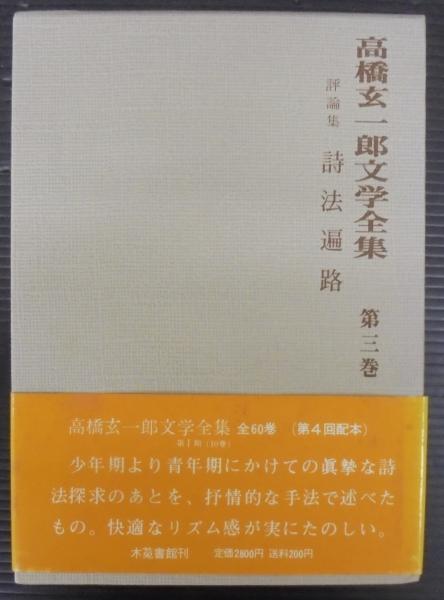 高橋玄一郎文学全集 第三巻
評論集 詩法遍路
高橋玄一郎文学全集 全60巻 (第4回配本)
第Ⅰ期(10巻)
少年期より青年期にかけての眞摯な詩
法探求のあとを、抒情的な手法で述べた
もの。快適なリズム感が実にたのしい。
木菟書館刊 定価2800円 送料200円